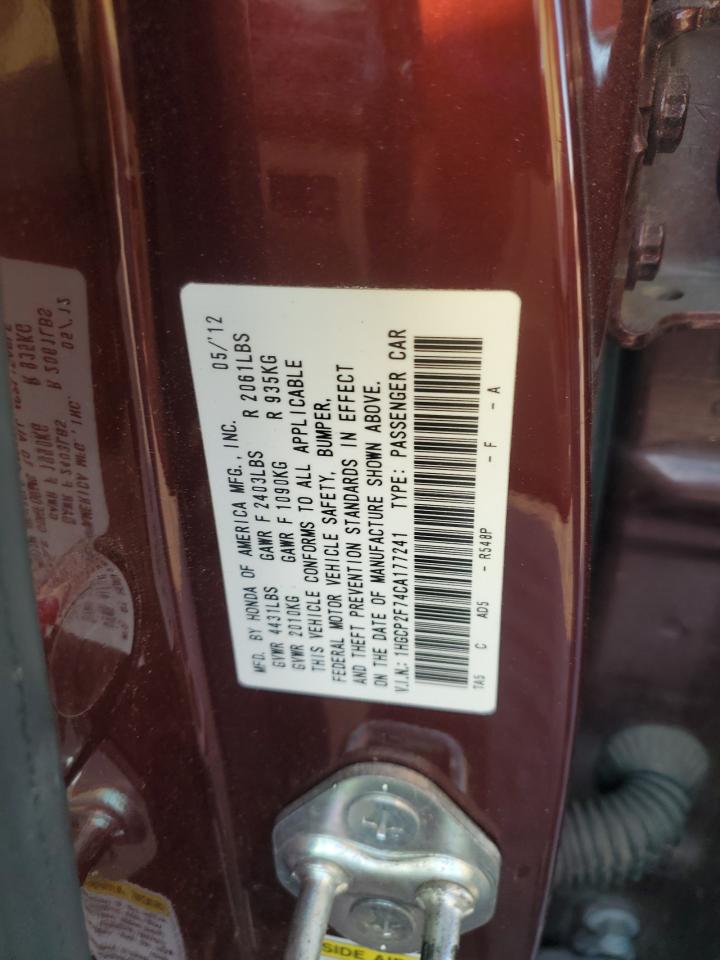 MFD. BY HONDA OF AMERICA MFG., INC. 05/'12
GVWR 4431LBS GAWR F 2403LBS R 2061LBS
GVWR 2010KG GAWR F 1090KG R 935KG
THIS VEHICLE CONFORMS TO ALL APPLICABLE
FEDERAL MOTOR VEHICLE SAFETY, BUMPER,
AND THEFT PREVENTION STANDARDS IN EFFECT
ON THE DATE OF MANUFACTURE SHOWN ABOVE.
V.I.N.: 1HGCP2F74CA177241 TYPE: PASSENGER CAR
TA5 C AD5 - R548P - F - A
SIDE